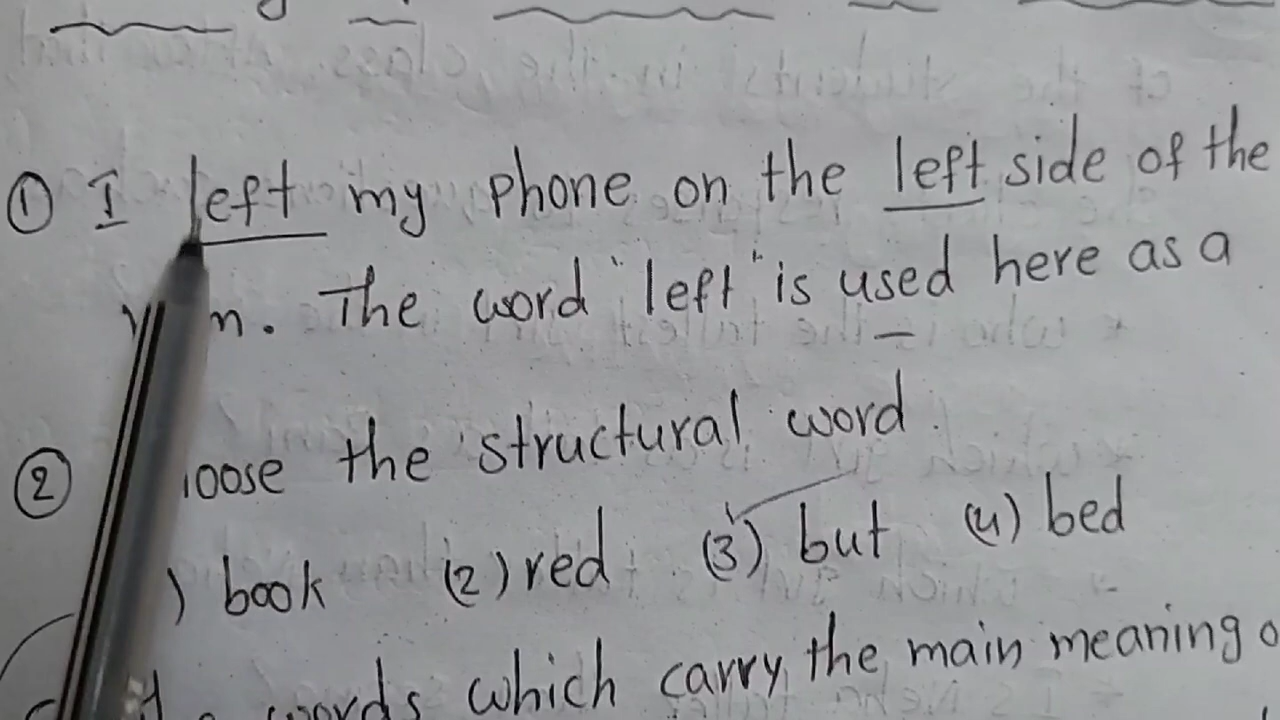 ① I left my phone on the left side of the
The word "left" is used here as a
② the structural word
) book (2) red (3) but (4) bed
words which carry the main meaning